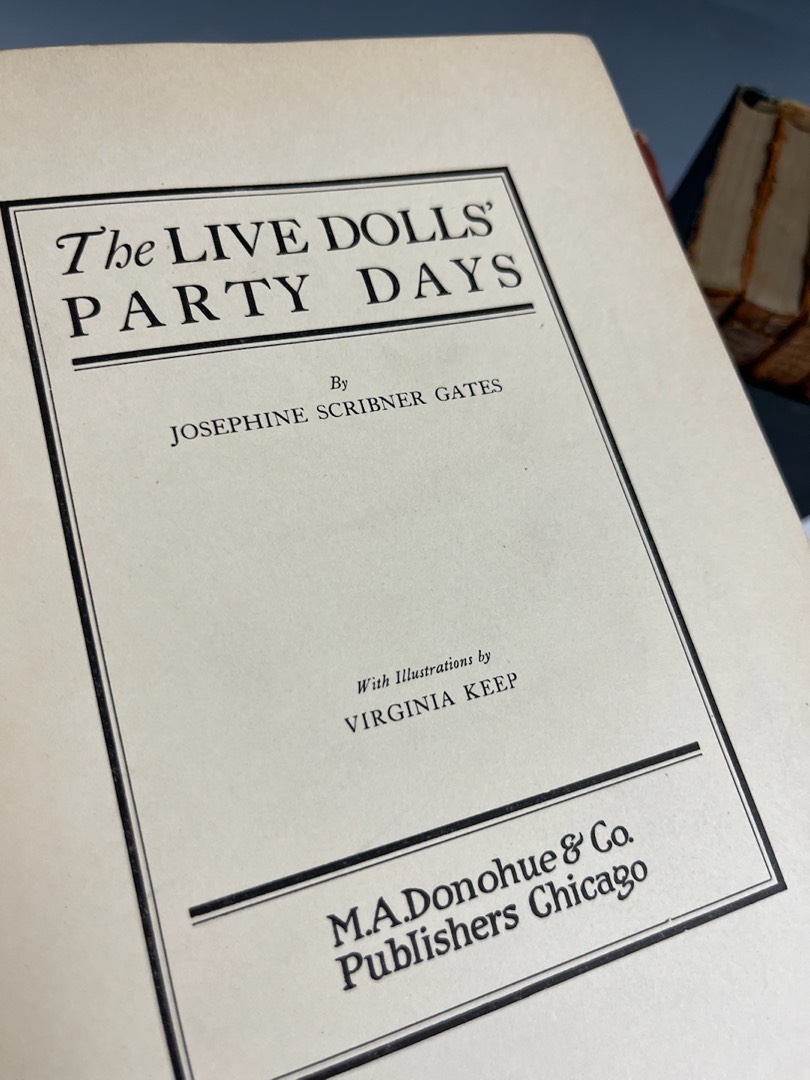 The LIVE DOLLS’
PARTY DAYS
By
JOSEPHINE SCRIBNER GATES
With Illustrations by
VIRGINIA KEEP
M.A.Donohue & Co.
Publishers Chicago